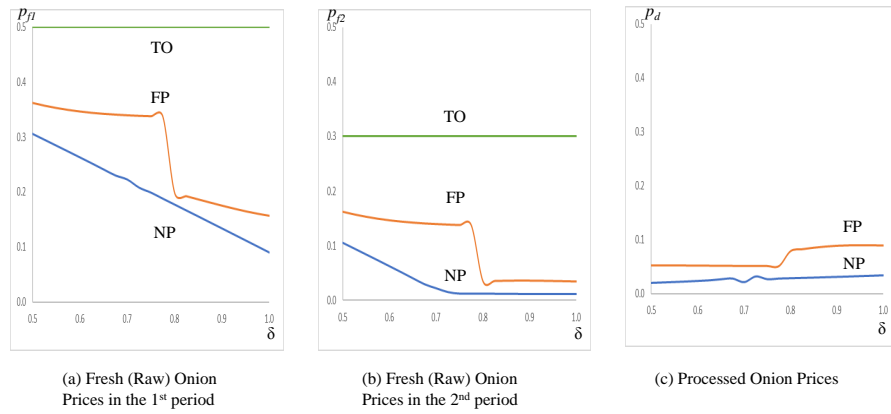 p_f1
0.5
TO
0.4
FP
0.3
0.2
NP
0.1
0.0
0.5 0.6 0.7 0.8 0.9 1.0
δ
(a) Fresh (Raw) Onion
Prices in the 1st period
p_f2
0.5
0.4
TO
0.3
0.2
FP
0.1
NP
0.0
0.5 0.6 0.7 0.8 0.9 1.0
δ
(b) Fresh (Raw) Onion
Prices in the 2nd period
p_d
0.5
0.4
0.3
0.2
FP
0.1
NP
0.0
0.5 0.6 0.7 0.8 0.9 1.0
δ
(c) Processed Onion Prices